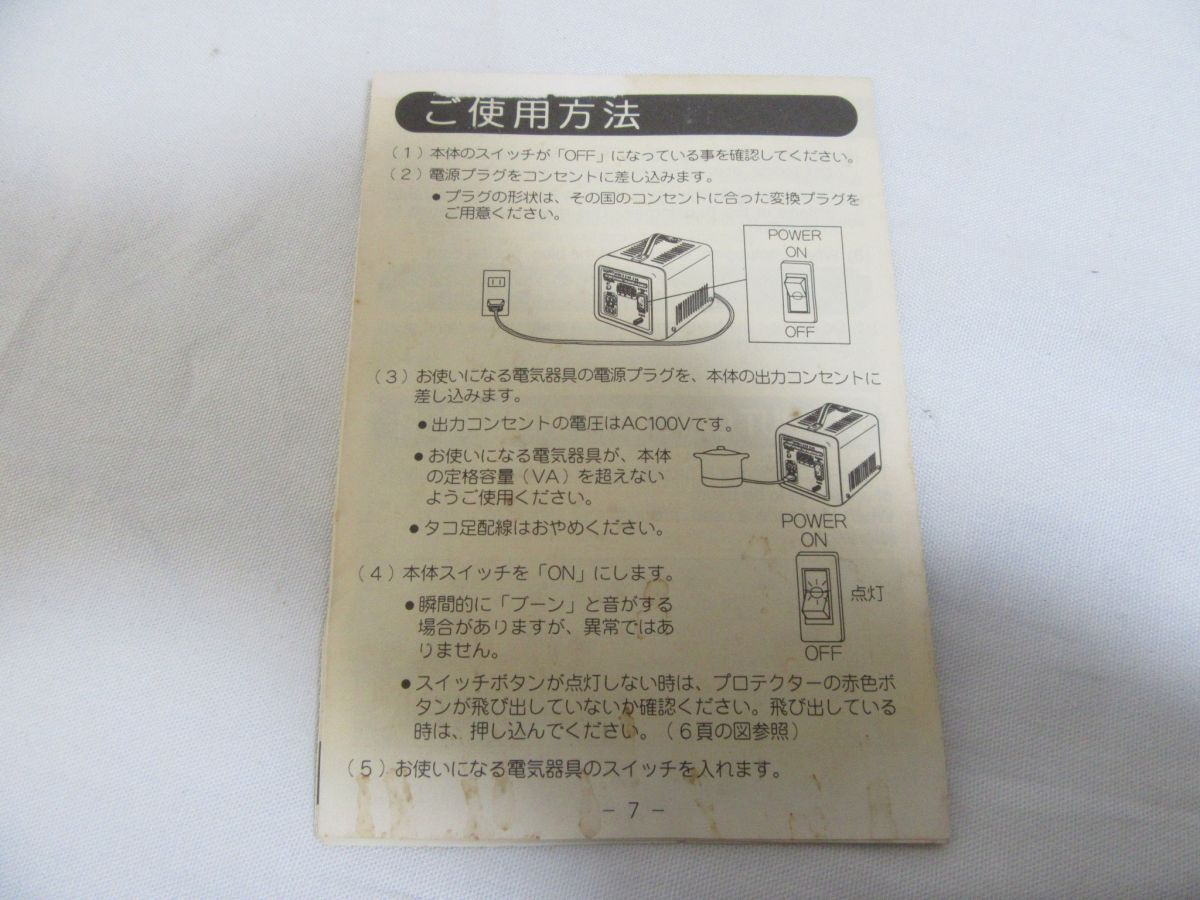 ご使用方法
(1)本体のスイッチが「OFF」になっている事を確認してください。
(2)電源プラグをコンセントに差し込みます。
●プラグの形状は、その国のコンセントに合った変換プラグを
ご用意ください。
POWER
ON
OFF
(3)お使いになる電気器具の電源プラグを、本体の出力コンセントに
差し込みます。
●出力コンセントの電圧はAC100Vです。
●お使いになる電気器具が、本体
の定格容量(VA)を超えない
ようご使用ください。
●タコ足配線はおやめください。
POWER
ON
点灯
OFF
(4)本体スイッチを「ON」にします。
●瞬間的に「ブーン」と音がする
場合がありますが、異常ではあ
りません。
●スイッチボタンが点灯しない時は、プロテクターの赤色ボ
タンが飛び出していないか確認ください。飛び出している
時は、押し込んでください。(6頁の図参照)
(5)お使いになる電気器具のスイッチを入れます。
− 7 −